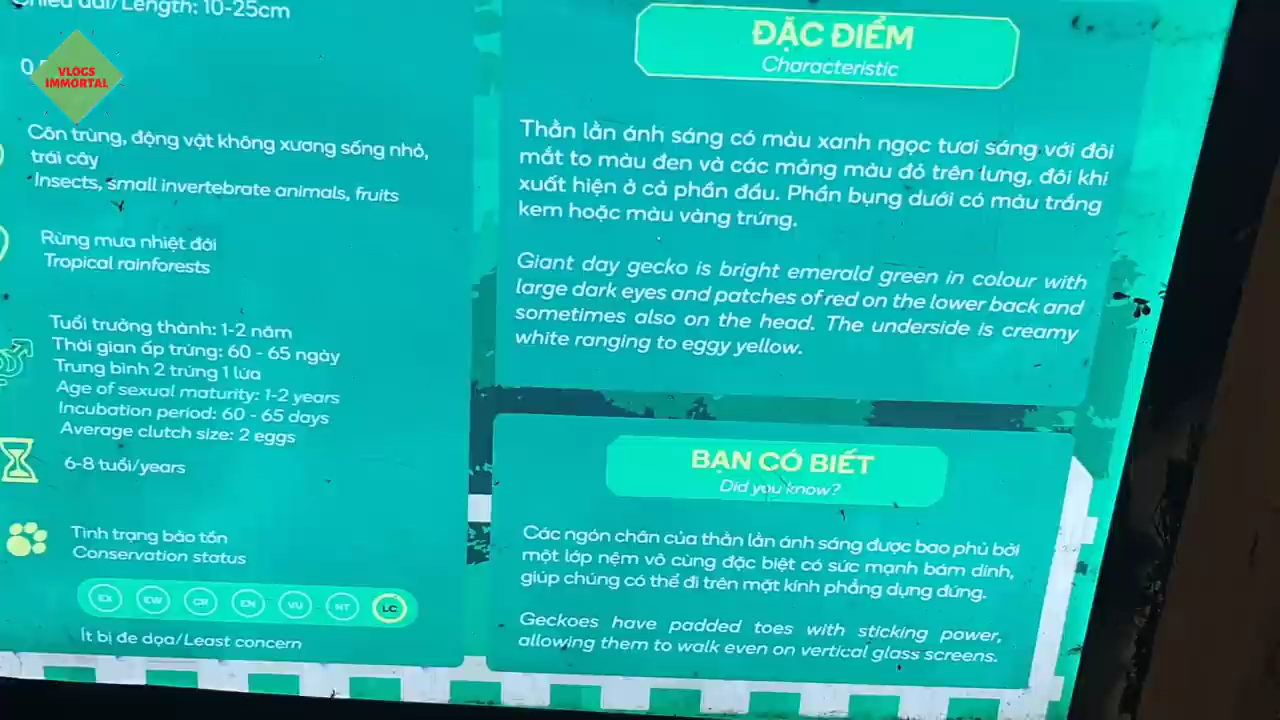 Chiều dài/Length: 10-25cm
VLOGS
IMMORTAL
Côn trùng, động vật không xương sống nhỏ,
trái cây
Insects, small invertebrate animals, fruits
Rừng mưa nhiệt đới
Tropical rainforests
Tuổi trưởng thành: 1-2 năm
Thời gian ấp trứng: 60 - 65 ngày
Trung bình 2 trứng 1 lứa
Age of sexual maturity: 1-2 years
Incubation period: 60 - 65 days
Average clutch size: 2 eggs
6-8 tuổi/years
Tình trạng bảo tồn
Conservation status
EX EW CR EN VU NT LC
Ít bị đe dọa/Least concern
ĐẶC ĐIỂM
Characteristic
Thằn lằn ánh sáng có màu xanh ngọc tươi sáng với đôi
mắt to màu đen và các mảng màu đỏ trên lưng, đôi khi
xuất hiện ở cả phần đầu. Phần bụng dưới có màu trắng
kem hoặc màu vàng trứng.
Giant day gecko is bright emerald green in colour with
large dark eyes and patches of red on the lower back and
sometimes also on the head. The underside is creamy
white ranging to eggy yellow.
BẠN CÓ BIẾT
Did you know?
Các ngón chân của thằn lằn ánh sáng được bao phủ bởi
một lớp nệm vô cùng đặc biệt có sức mạnh bám dính,
giúp chúng có thể đi trên mặt kính phẳng dựng đứng.
Geckoes have padded toes with sticking power,
allowing them to walk even on vertical glass screens.